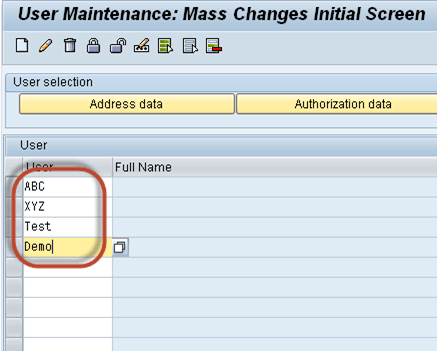 User Maintenance: Mass Changes Initial Screen
User selection
Address data Authorization data
User
User Full Name
ABC
XYZ
Test
Demo